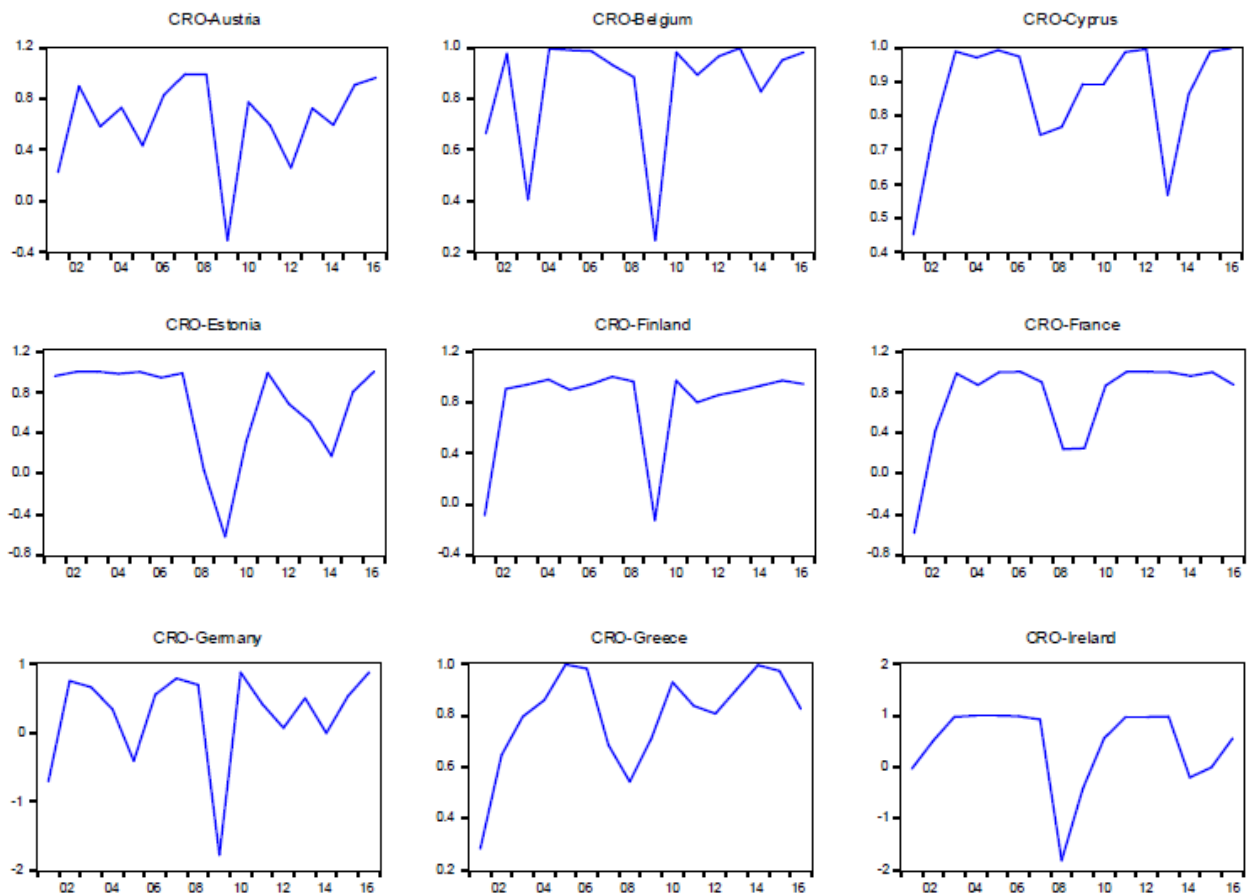 CRO-Austria CRO-Belgium CRO-Cyprus
1.2 1.0 1.0
0.9
0.8 0.8
0.8
0.4 0.6 0.7
0.6
0.0 0.4
0.5
-0.4 0.2 0.4
02 04 06 08 10 12 14 16 02 04 06 08 10 12 14 16 02 04 06 08 10 12 14 16
CRO-Estonia CRO-Finland CRO-France
1.2 1.2 1.2
0.8 0.8 0.8
0.4 0.4 0.4
0.0 0.0 0.0
-0.4 -0.4
-0.8 -0.4 -0.8
02 04 06 08 10 12 14 16 02 04 06 08 10 12 14 16 02 04 06 08 10 12 14 16
CRO-Germany CRO-Greece CRO-Ireland
1 1.0 2
0.8 1
0
0.6 0
-1 0.4 -1
-2 0.2 -2
02 04 06 08 10 12 14 16 02 04 06 08 10 12 14 16 02 04 06 08 10 12 14 16